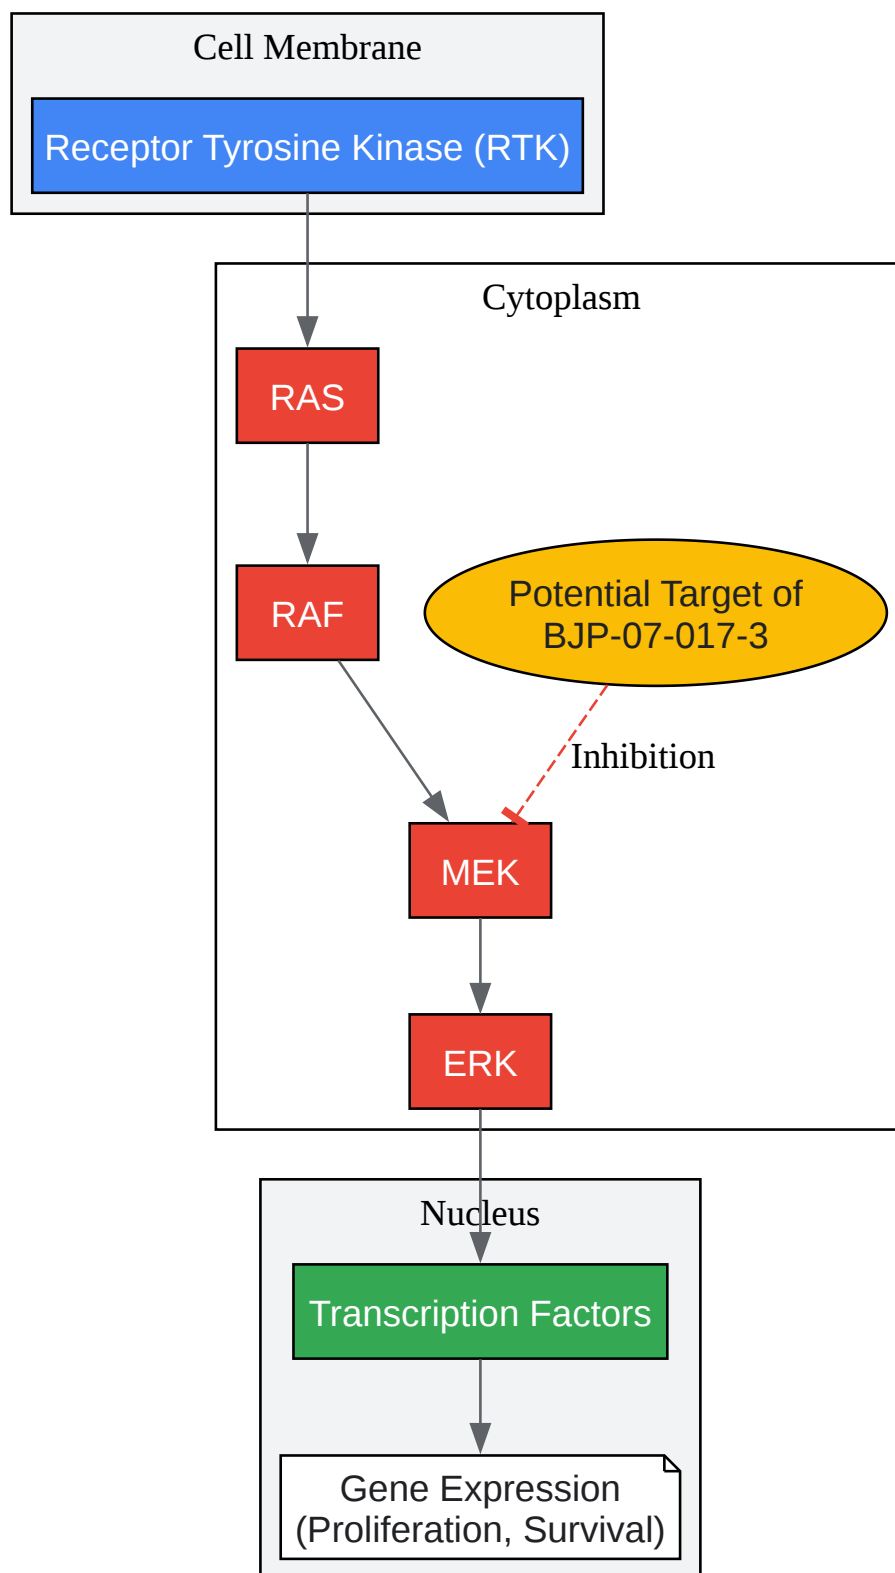 Cell Membrane
Receptor Tyrosine Kinase (RTK)
Cytoplasm
RAS
RAF
Potential Target of
BJP-07-017-3
Inhibition
MEK
ERK
Nucleus
Transcription Factors
Gene Expression
(Proliferation, Survival)